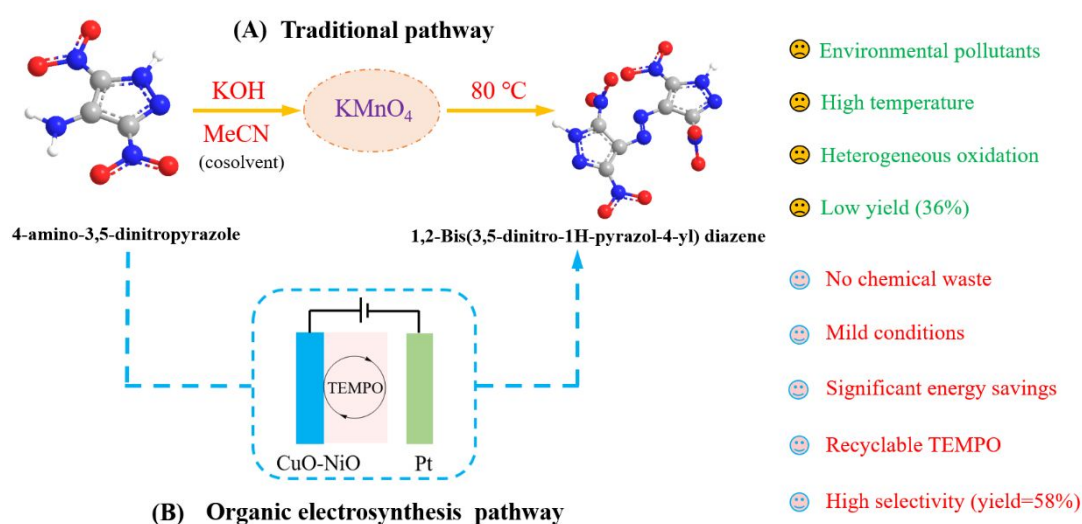 (A) Traditional pathway
KOH
MeCN
(cosolvent)
KMnO₄
80 ℃
4-amino-3,5-dinitropyrazole
1,2-Bis(3,5-dinitro-1H-pyrazol-4-yl) diazene
Environmental pollutants
High temperature
Heterogeneous oxidation
Low yield (36%)
TEMPO
CuO-NiO
Pt
(B) Organic electrosynthesis pathway
No chemical waste
Mild conditions
Significant energy savings
Recyclable TEMPO
High selectivity (yield=58%)